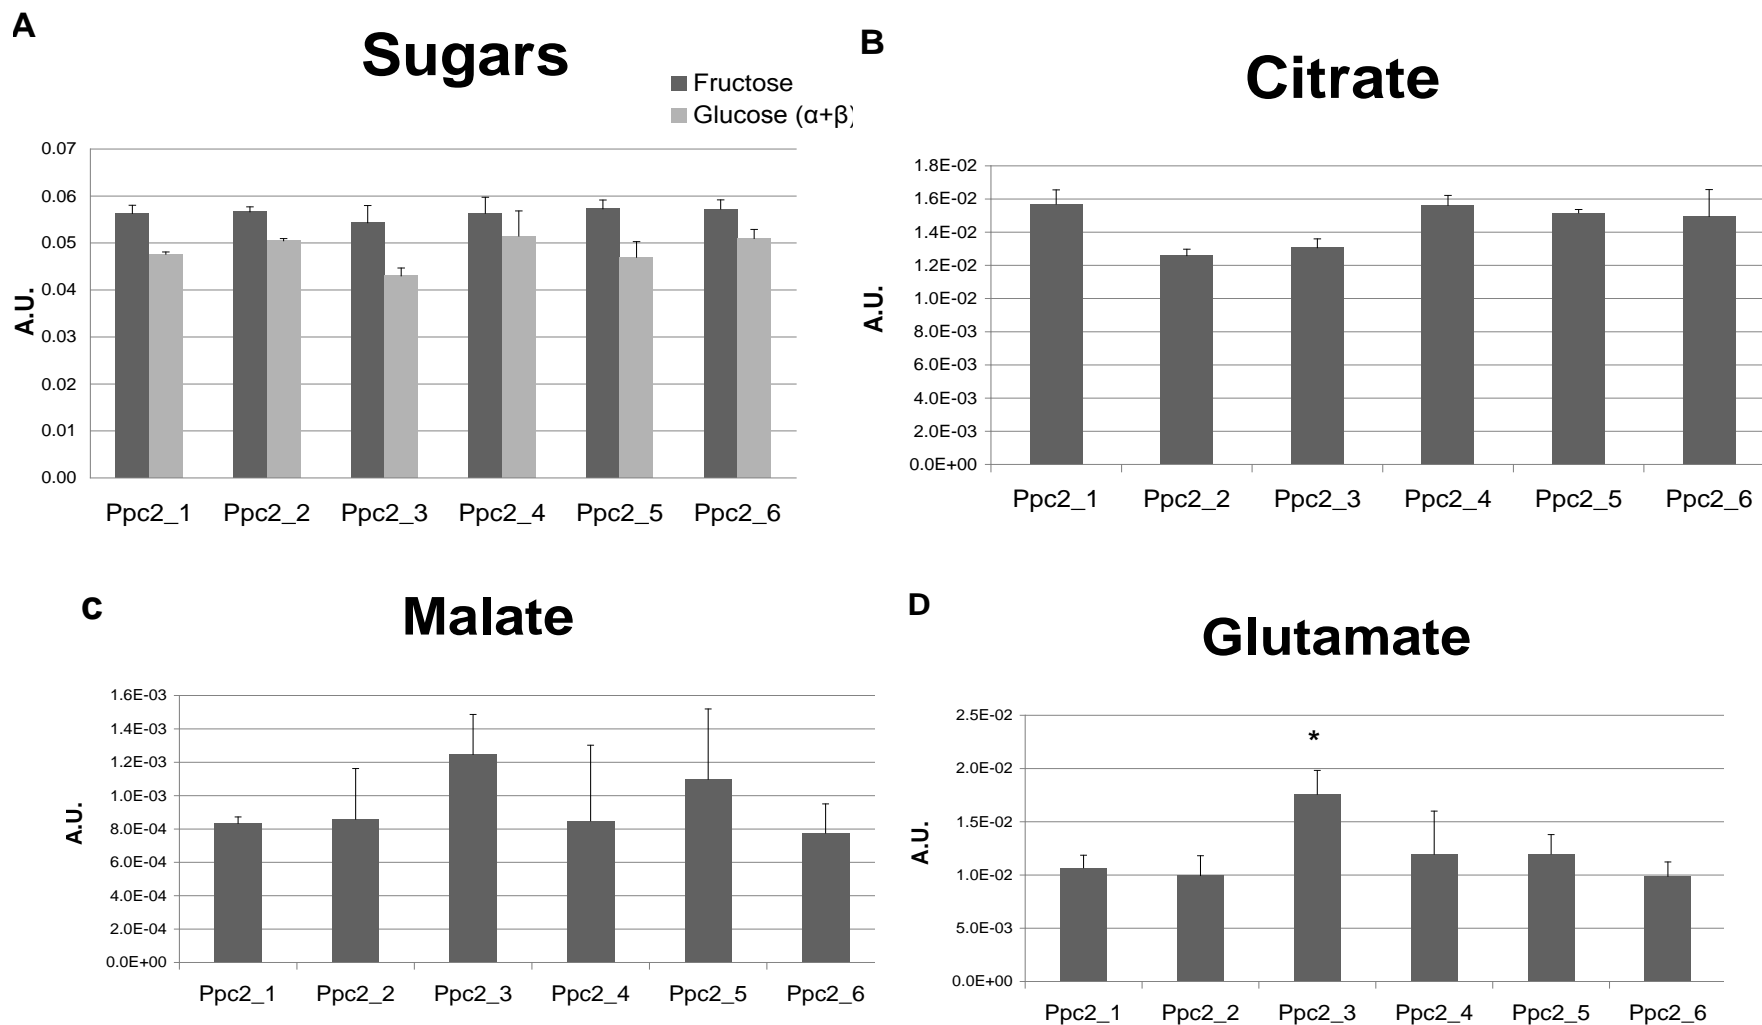 A
Sugars
Fructose
Glucose (α+β)
0.07
0.06
0.05
0.04
0.03
0.02
0.01
0.00
A.U.
Ppc2_1 Ppc2_2 Ppc2_3 Ppc2_4 Ppc2_5 Ppc2_6
B
Citrate
1.8E-02
1.6E-02
1.4E-02
1.2E-02
1.0E-02
8.0E-03
6.0E-03
4.0E-03
2.0E-03
0.0E+00
A.U.
Ppc2_1 Ppc2_2 Ppc2_3 Ppc2_4 Ppc2_5 Ppc2_6
c
Malate
1.6E-03
1.4E-03
1.2E-03
1.0E-03
8.0E-04
6.0E-04
4.0E-04
2.0E-04
0.0E+00
A.U.
Ppc2_1 Ppc2_2 Ppc2_3 Ppc2_4 Ppc2_5 Ppc2_6
D
Glutamate
2.5E-02
2.0E-02
1.5E-02
1.0E-02
5.0E-03
0.0E+00
A.U.
*
Ppc2_1 Ppc2_2 Ppc2_3 Ppc2_4 Ppc2_5 Ppc2_6